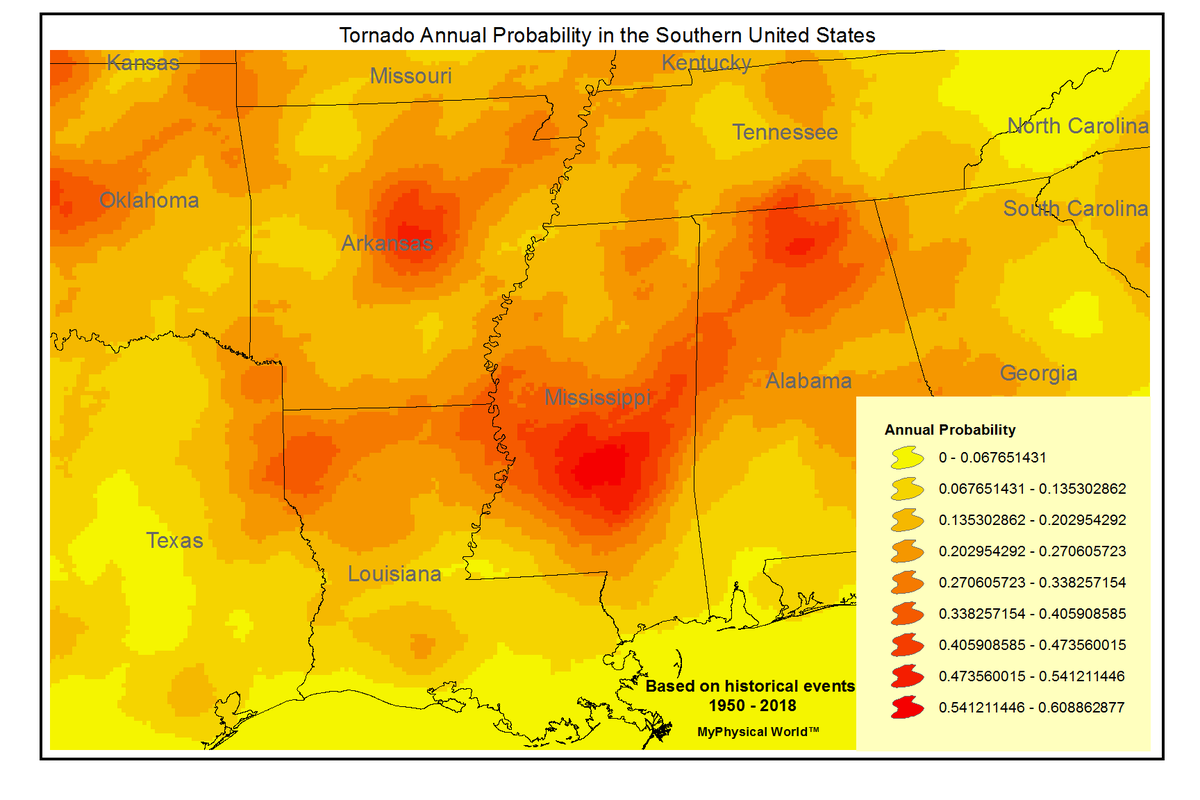 Tornado Annual Probability in the Southern United States
Kansas
Missouri
Kentucky
Tennessee
North Carolina
Oklahoma
South Carolina
Arkansas
Mississippi
Alabama
Georgia
Texas
Louisiana
Annual Probability
0 - 0.067651431
0.067651431 - 0.135302862
0.135302862 - 0.202954292
0.202954292 - 0.270605723
0.270605723 - 0.338257154
0.338257154 - 0.405908585
0.405908585 - 0.473560015
0.473560015 - 0.541211446
0.541211446 - 0.608862877
Based on historical events
1950 - 2018
MyPhysical World™